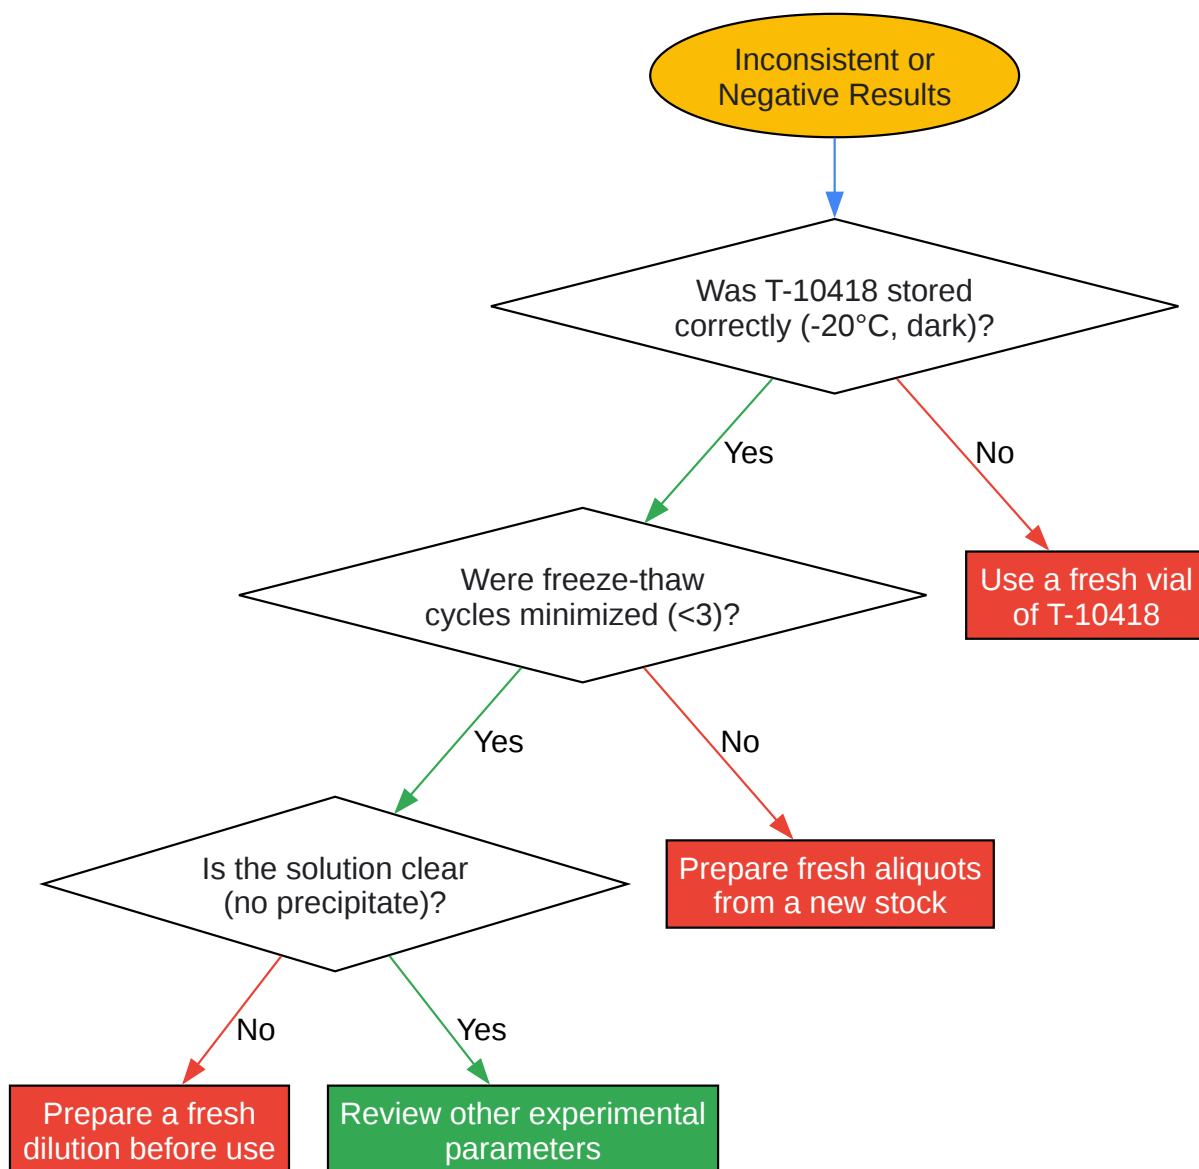 Inconsistent or
Negative Results
Was T-10418 stored
correctly (-20°C, dark)?
Yes
No
Were freeze-thaw
cycles minimized (<3)?
Use a fresh vial
of T-10418
Yes
No
Is the solution clear
(no precipitate)?
Prepare fresh aliquots
from a new stock
No
Yes
Prepare a fresh
dilution before use
Review other experimental
parameters